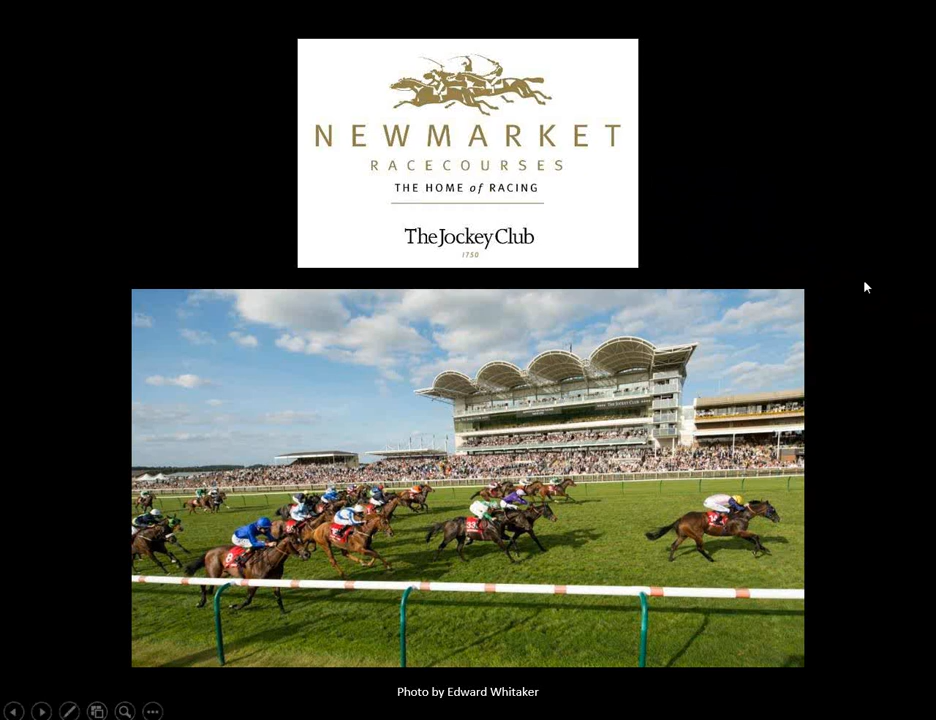 NEWMARKET
RACECOURSES
THE HOME of RACING
The Jockey Club
1750
Photo by Edward Whitaker